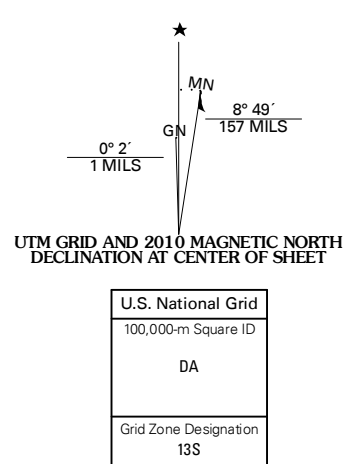 MN
GN
8° 49´
157 MILS
0° 2´
1 MILS
UTM GRID AND 2010 MAGNETIC NORTH
DECLINATION AT CENTER OF SHEET
U.S. National Grid
100,000-m Square ID
DA
Grid Zone Designation
13S